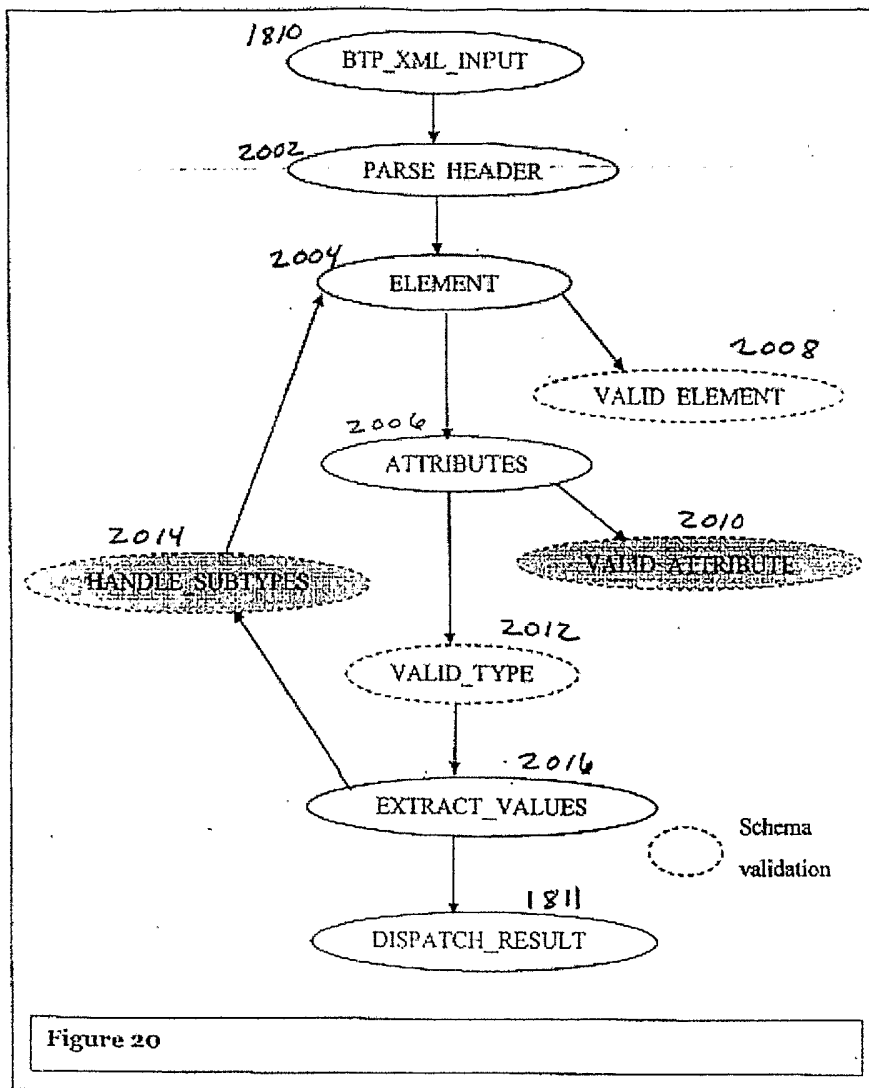 1810
BTP_XML_INPUT
2002
PARSE HEADER
2004
ELEMENT
2008
VALID ELEMENT
2006
ATTRIBUTES
2010
VALID ATTRIBUTE
2014
HANDLE_SUBTYPES
2012
VALID_TYPE
2016
EXTRACT_VALUES
Schema
validation
1811
DISPATCH_RESULT
Figure 20